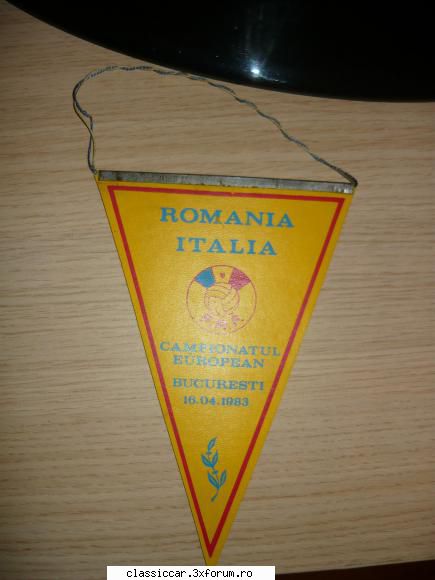 ROMANIA
ITALIA
CAMPIONATUL
EUROPEAN
BUCURESTI
16.04.1983
classiccar.3xforum.ro